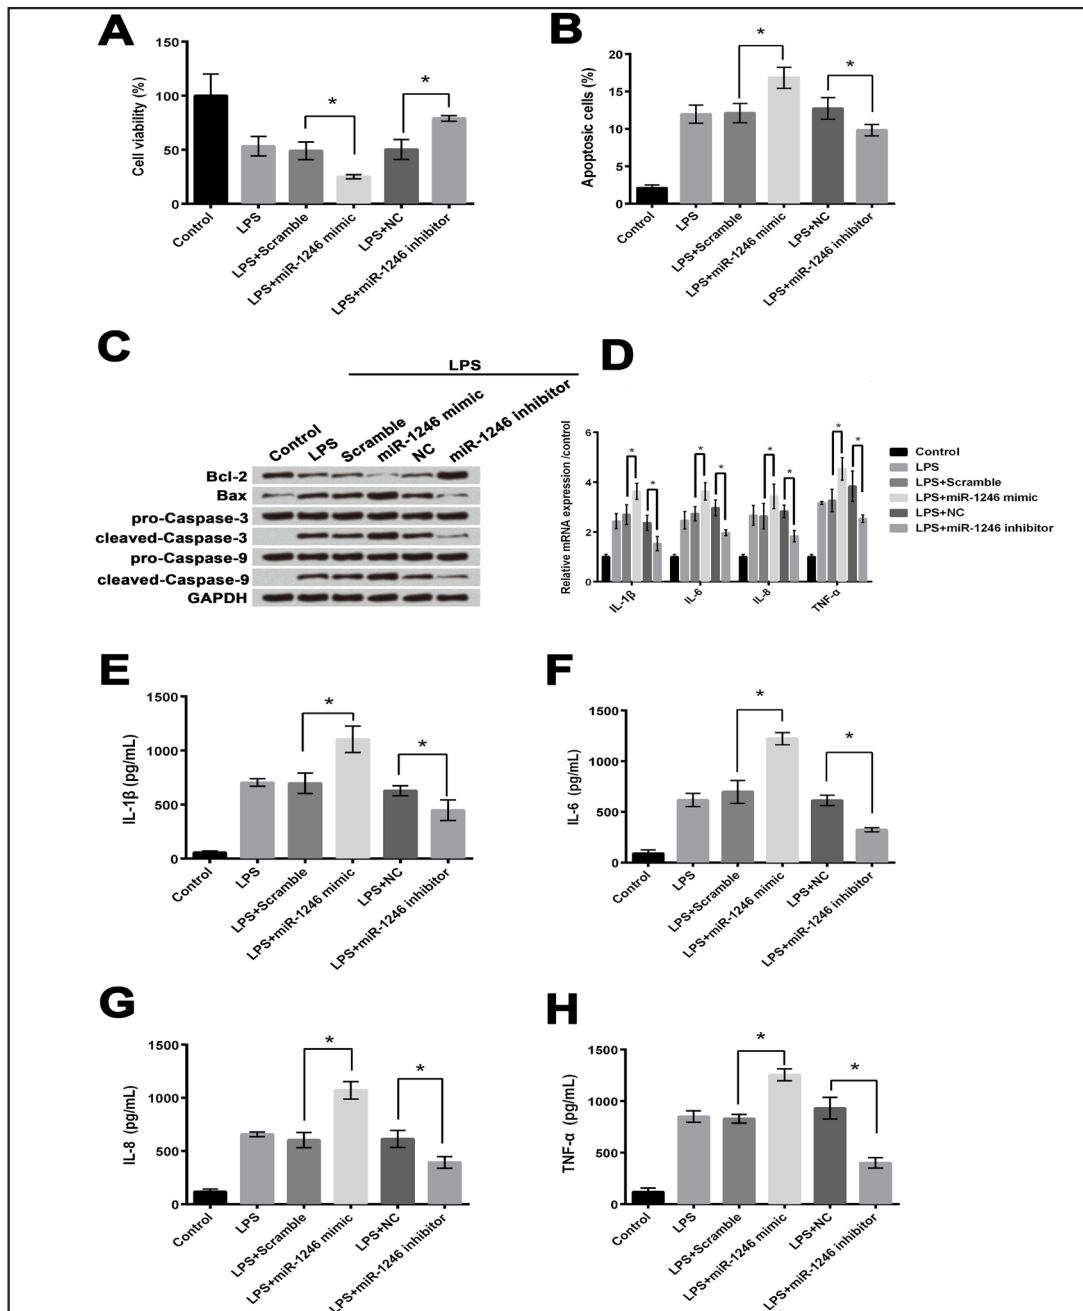 A
Cell viability (%)
150
100
50
0
*
*
Control
LPS
LPS+Scramble
LPS+miR-1246 mimic
LPS+NC
LPS+miR-1246 inhibitor
B
Apoptosic cells (%)
20
15
10
5
0
*
*
Control
LPS
LPS+Scramble
LPS+miR-1246 mimic
LPS+NC
LPS+miR-1246 inhibitor
C
LPS
Control
LPS
Scramble
miR-1246 mimic
NC
miR-1246 inhibitor
Bcl-2
Bax
pro-Caspase-3
cleaved-Caspase-3
pro-Caspase-9
cleaved-Caspase-9
GAPDH
D
Relative mRNA expression /control
6
4
2
0
*
*
*
*
*
*
*
*
IL-1β
IL-6
IL-8
TNF-α
Control
LPS
LPS+Scramble
LPS+miR-1246 mimic
LPS+NC
LPS+miR-1246 inhibitor
E
IL-1β (pg/mL)
1500
1000
500
0
*
*
Control
LPS
LPS+Scramble
LPS+miR-1246 mimic
LPS+NC
LPS+miR-1246 inhibitor
F
IL-6 (pg/mL)
1500
1000
500
0
*
*
Control
LPS
LPS+Scramble
LPS+miR-1246 mimic
LPS+NC
LPS+miR-1246 inhibitor
G
IL-8 (pg/mL)
1500
1000
500
0
*
*
Control
LPS
LPS+Scramble
LPS+miR-1246 mimic
LPS+NC
LPS+miR-1246 inhibitor
H
TNF-α (pg/mL)
1500
1000
500
0
*
*
Control
LPS
LPS+Scramble
LPS+miR-1246 mimic
LPS+NC
LPS+miR-1246 inhibitor